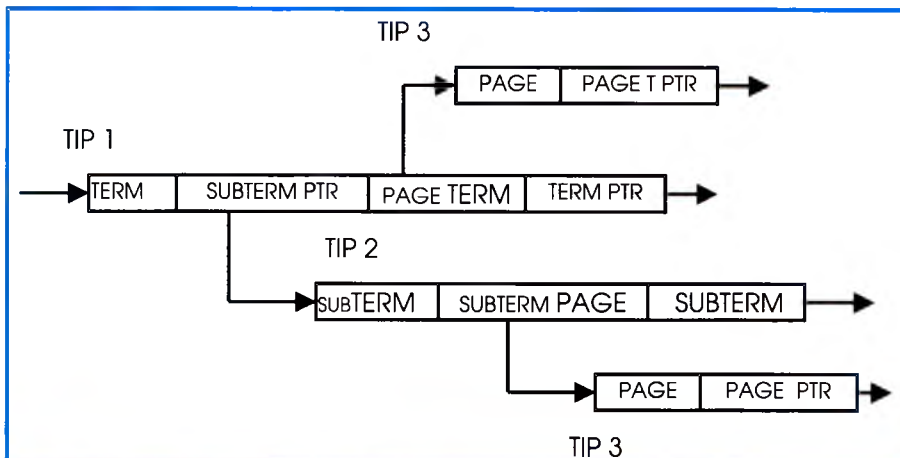 TIP 3
PAGE PAGE T PTR
TIP 1
TERM SUBTERM PTR PAGE TERM TERM PTR
TIP 2
SUBTERM SUBTERM PAGE SUBTERM
PAGE PAGE PTR
TIP 3